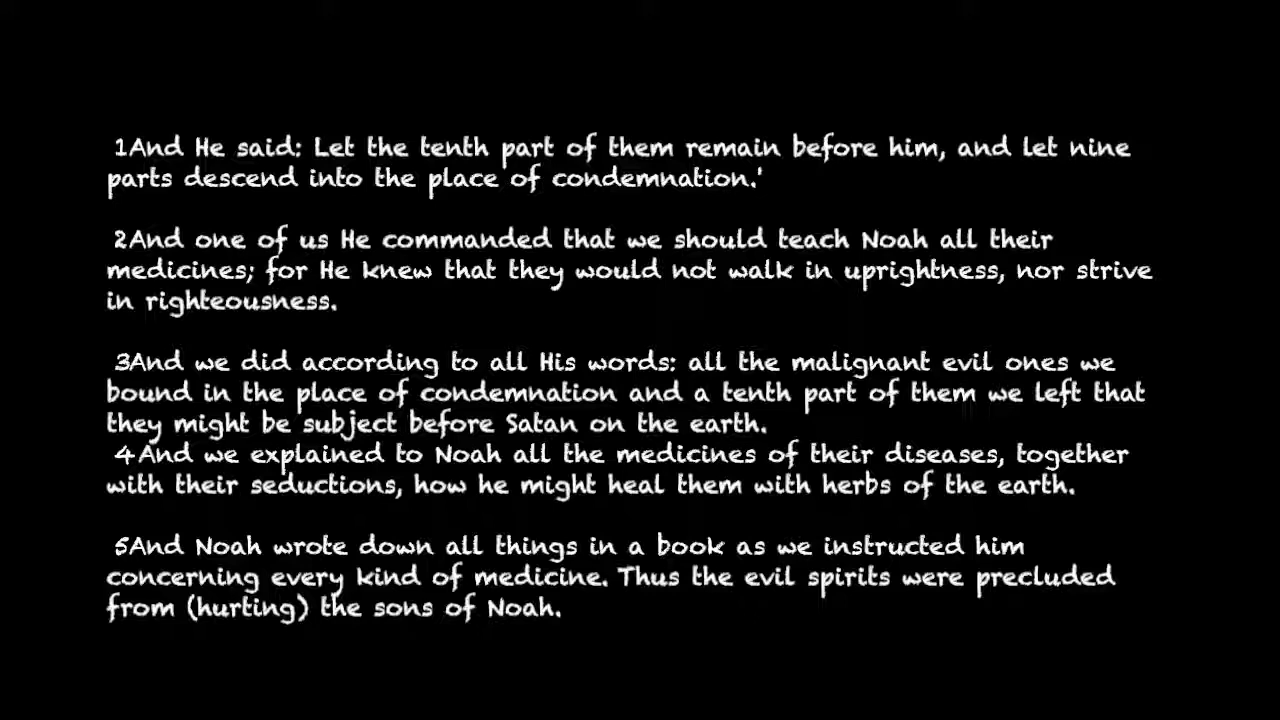 1And He said: Let the tenth part of them remain before him, and let nine
parts descend into the place of condemnation.'
2And one of us He commanded that we should teach Noah all their
medicines; for He knew that they would not walk in uprightness, nor strive
in righteousness.
3And we did according to all His words: all the malignant evil ones we
bound in the place of condemnation and a tenth part of them we left that
they might be subject before Satan on the earth.
4And we explained to Noah all the medicines of their diseases, together
with their seductions, how he might heal them with herbs of the earth.
5And Noah wrote down all things in a book as we instructed him
concerning every kind of medicine. Thus the evil spirits were precluded
from (hurting) the sons of Noah.